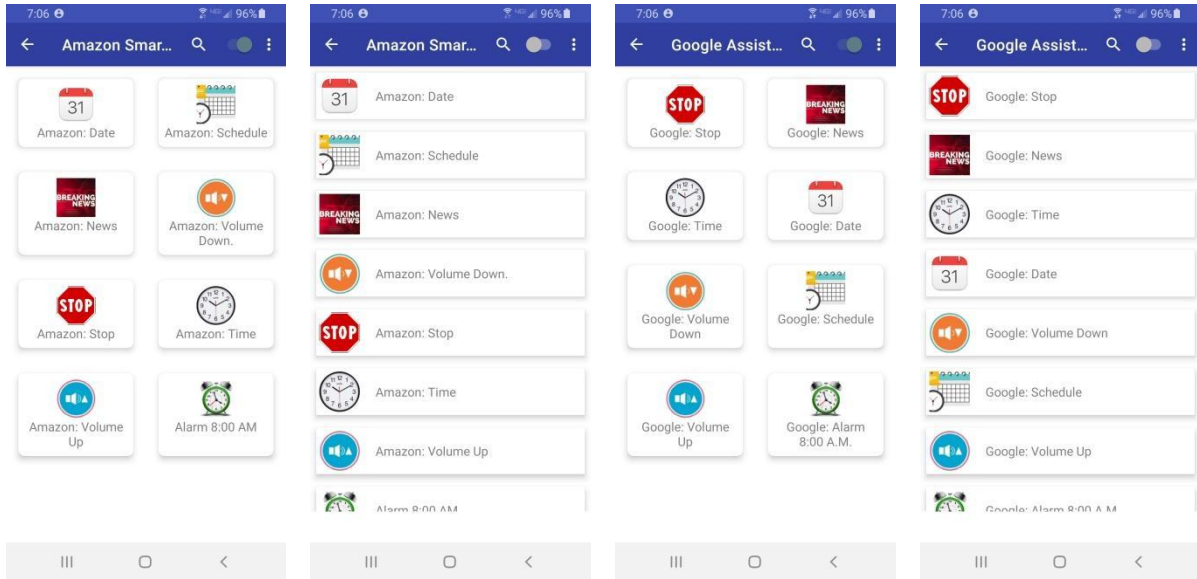 7:06 96%
Amazon Smar...
31
Amazon: Date
Amazon: Schedule
BREAKING
NEWS
Amazon: News
Amazon: Volume
Down.
STOP
Amazon: Stop
Amazon: Time
Amazon: Volume
Up
Alarm 8:00 AM
7:06 96%
Amazon Smar...
31 Amazon: Date
Amazon: Schedule
BREAKING
NEWS
Amazon: News
Amazon: Volume Down.
STOP Amazon: Stop
Amazon: Time
Amazon: Volume Up
Alarm 8:00 AM
7:06 96%
Google Assist...
STOP
Google: Stop
BREAKING
NEWS
Google: News
Google: Time
31
Google: Date
Google: Volume
Down
Google: Schedule
Google: Volume
Up
Google: Alarm
8:00 A.M.
7:06 96%
Google Assist...
STOP Google: Stop
BREAKING
NEWS
Google: News
Google: Time
31 Google: Date
Google: Volume Down
Google: Schedule
Google: Volume Up
Google: Alarm 8:00 A.M.